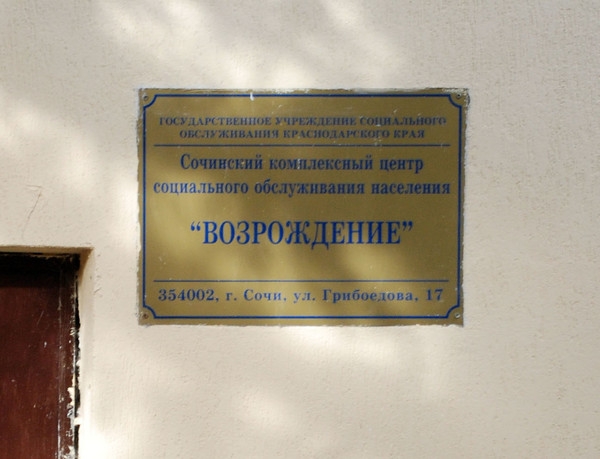 ГОСУДАРСТВЕННОЕ УЧРЕЖДЕНИЕ СОЦИАЛЬНОГО
ОБСЛУЖИВАНИЯ КРАСНОДАРСКОГО КРАЯ
Сочинский комплексный центр
социального обслуживания населения
“ВОЗРОЖДЕНИЕ”
354002, г. Сочи, ул. Грибоедова, 17